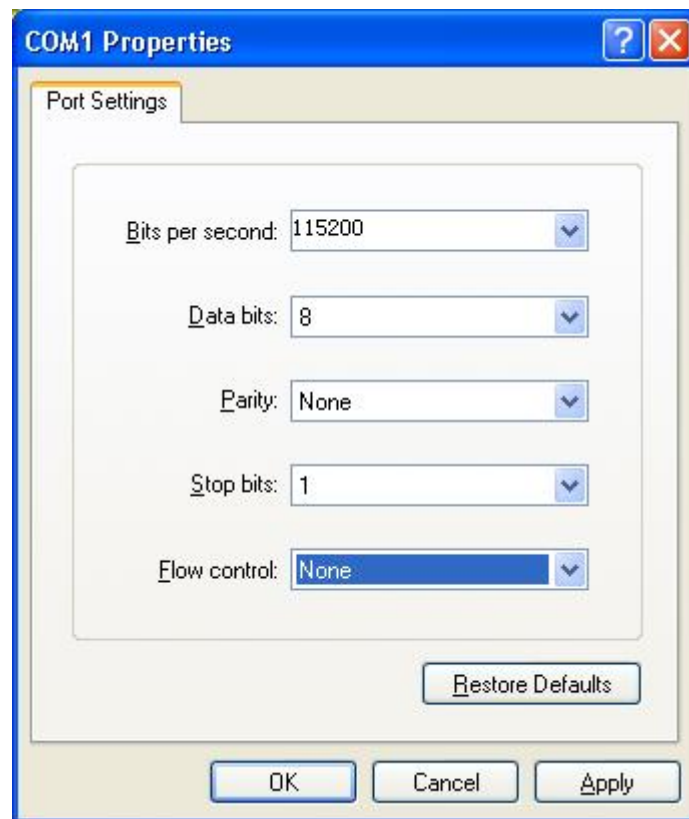 COM1 Properties
Port Settings
Bits per second: 115200
Data bits: 8
Parity: None
Stop bits: 1
Flow control: None
Restore Defaults
OK Cancel Apply